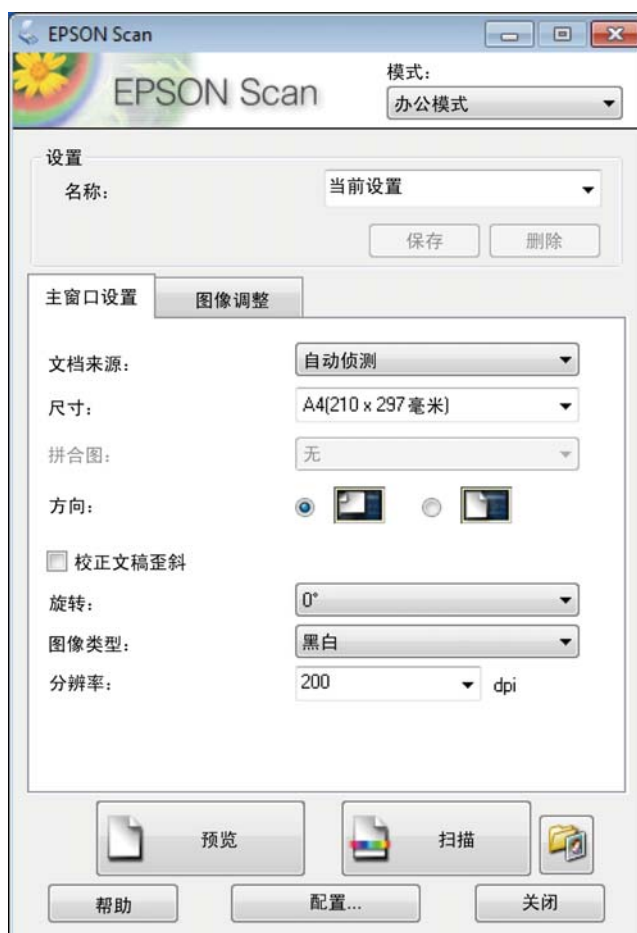 EPSON Scan
EPSON Scan
模式：
办公模式
设置
名称：
当前设置
保存
删除
主窗口设置
图像调整
文档来源：
自动侦测
尺寸：
A4(210 x 297 毫米)
拼合图：
无
方向：
校正文稿歪斜
旋转：
0°
图像类型：
黑白
分辨率：
200
dpi
预览
扫描
帮助
配置...
关闭